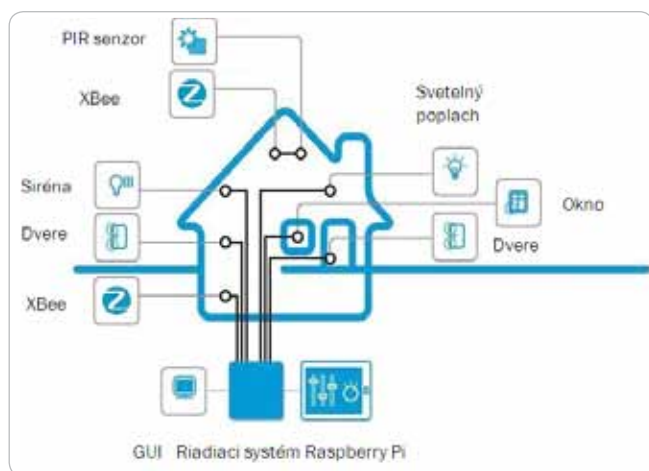 PIR senzor
XBee
Svetelný
poplach
Siréna
Okno
Dvere
Dvere
XBee
GUI Riadiaci systém Raspberry Pi